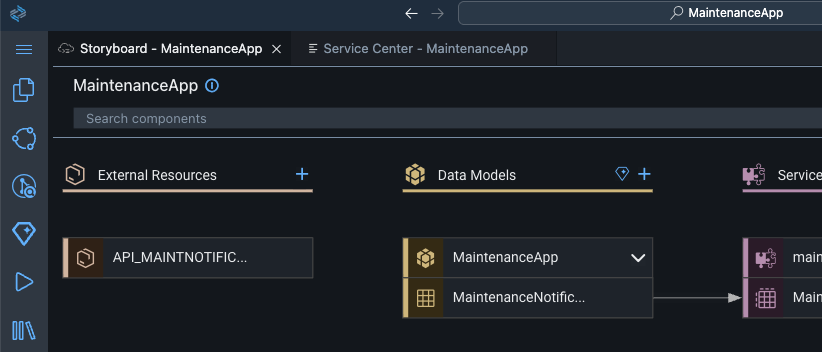 MaintenanceApp
Storyboard - MaintenanceApp
Service Center - MaintenanceApp
MaintenanceApp
Search components
External Resources
Data Models
Service
API_MAINTNOTIFIC...
MaintenanceApp
main
MaintenanceNotific...
Main